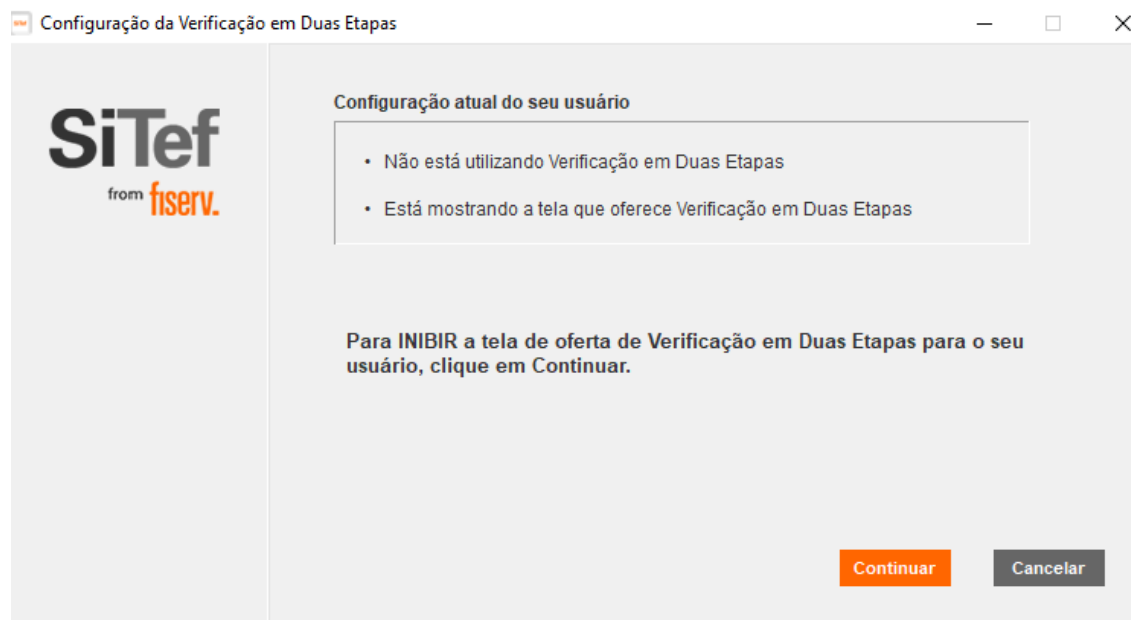 Configuração da Verificação em Duas Etapas
SiTef
from fiserv.
Configuração atual do seu usuário
• Não está utilizando Verificação em Duas Etapas
• Está mostrando a tela que oferece Verificação em Duas Etapas
Para INIBIR a tela de oferta de Verificação em Duas Etapas para o seu
usuário, clique em Continuar.
Continuar
Cancelar